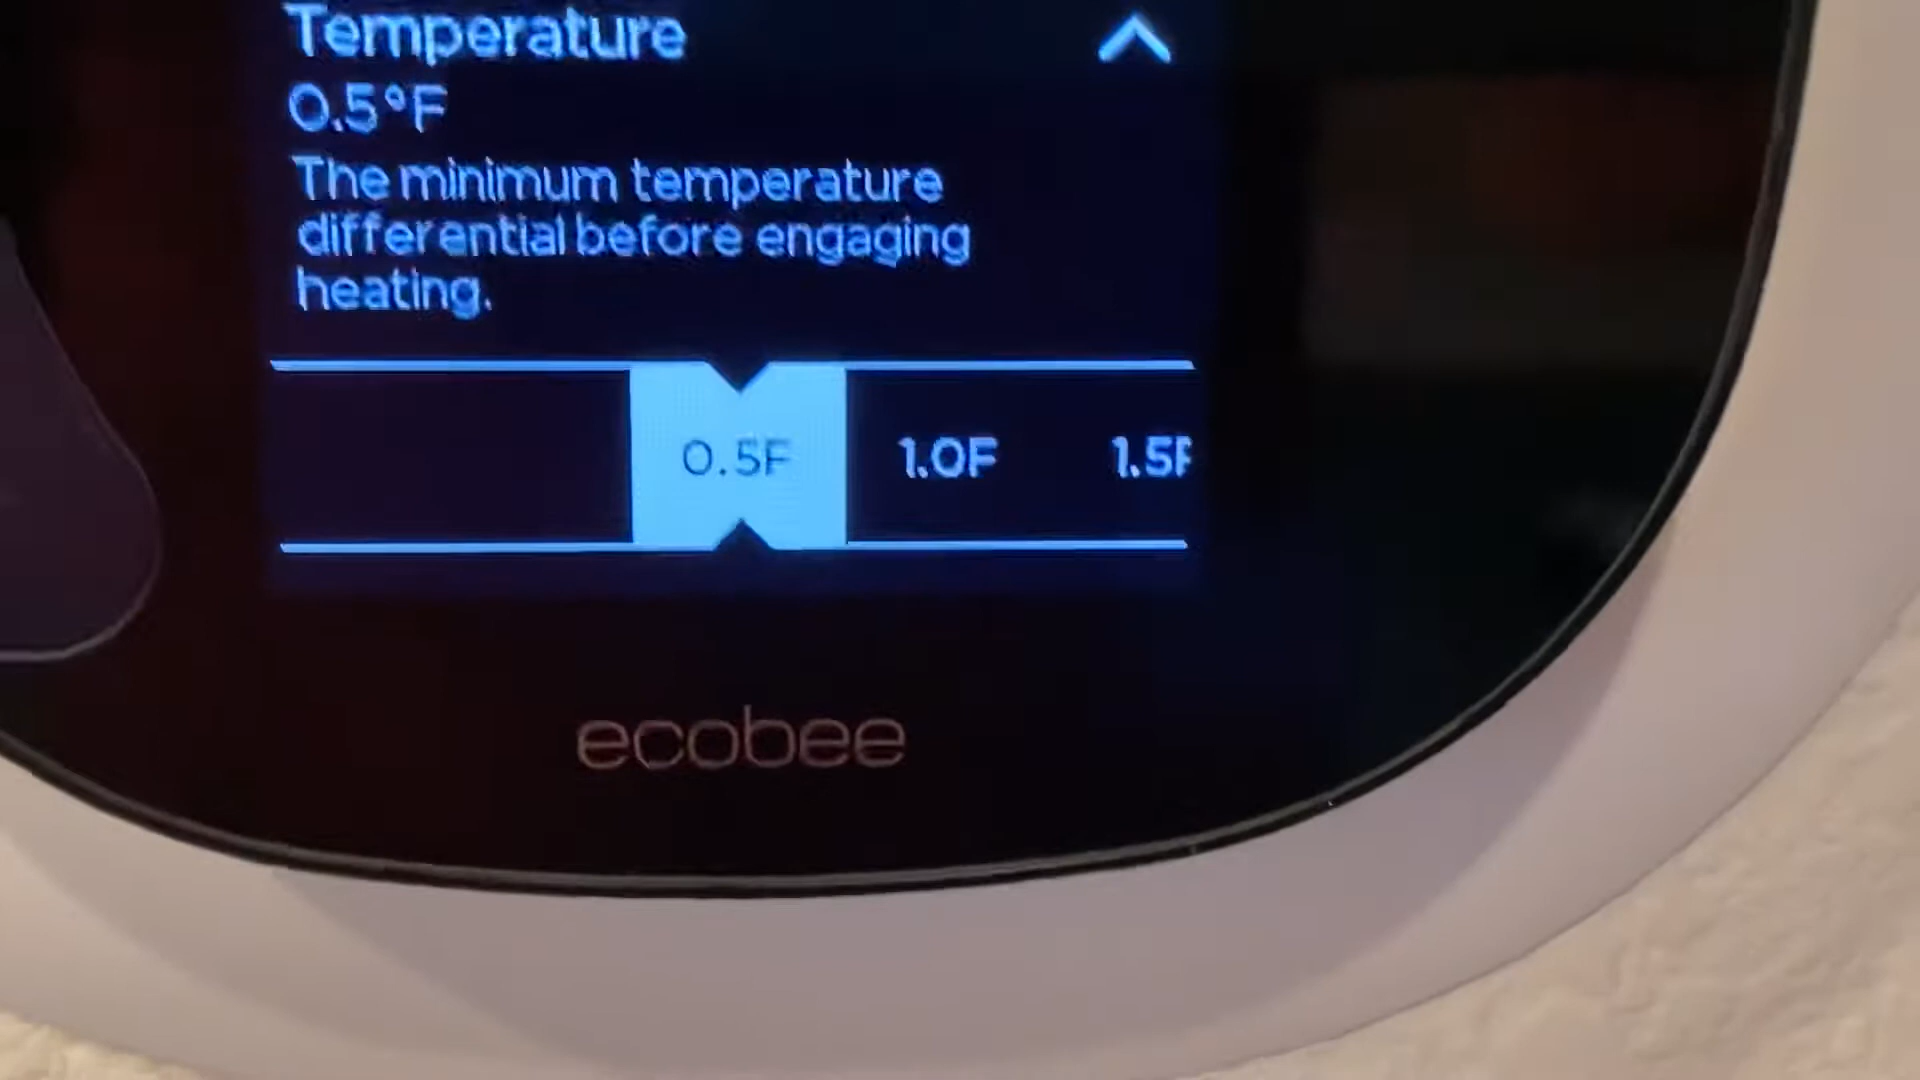 Temperature
0.5°F
The minimum temperature
differential before engaging
heating.
0.5F 1.0F 1.5F
ecobee